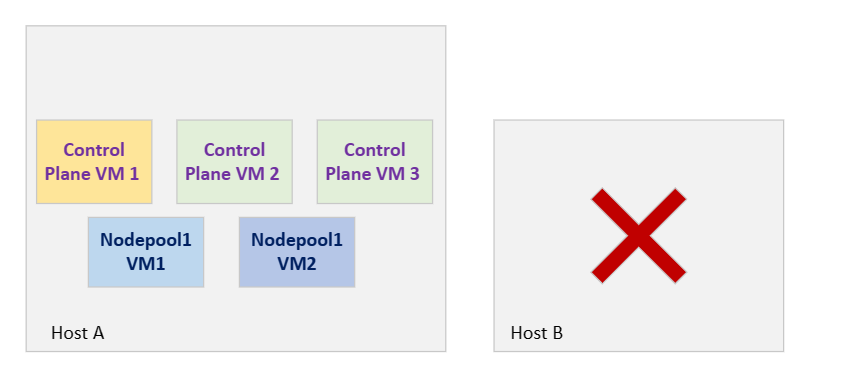 Control
Plane VM 1
Control
Plane VM 2
Control
Plane VM 3
Nodepool1
VM1
Nodepool1
VM2
Host A
Host B